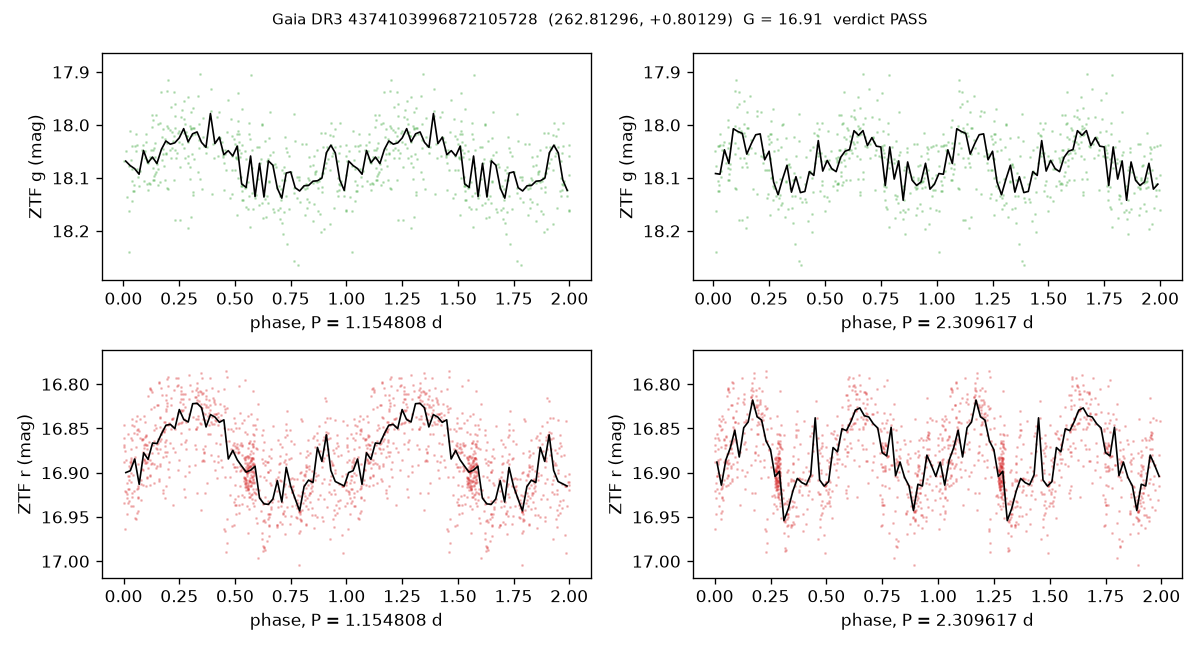 Gaia DR3 4374103996872105728  (262.81296, +0.80129)  G = 16.91  verdict PASS
ZTF g (mag)
17.9
18.0
18.1
18.2
0.00 0.25 0.50 0.75 1.00 1.25 1.50 1.75 2.00
phase, P = 1.154808 d
ZTF g (mag)
18.0
18.1
18.2
17.9
0.00 0.25 0.50 0.75 1.00 1.25 1.50 1.75 2.00
phase, P = 2.309617 d
ZTF r (mag)
16.80
16.85
16.90
16.95
17.00
0.00 0.25 0.50 0.75 1.00 1.25 1.50 1.75 2.00
phase, P = 1.154808 d
ZTF r (mag)
16.80
16.85
16.90
16.95
17.00
0.00 0.25 0.50 0.75 1.00 1.25 1.50 1.75 2.00
phase, P = 2.309617 d